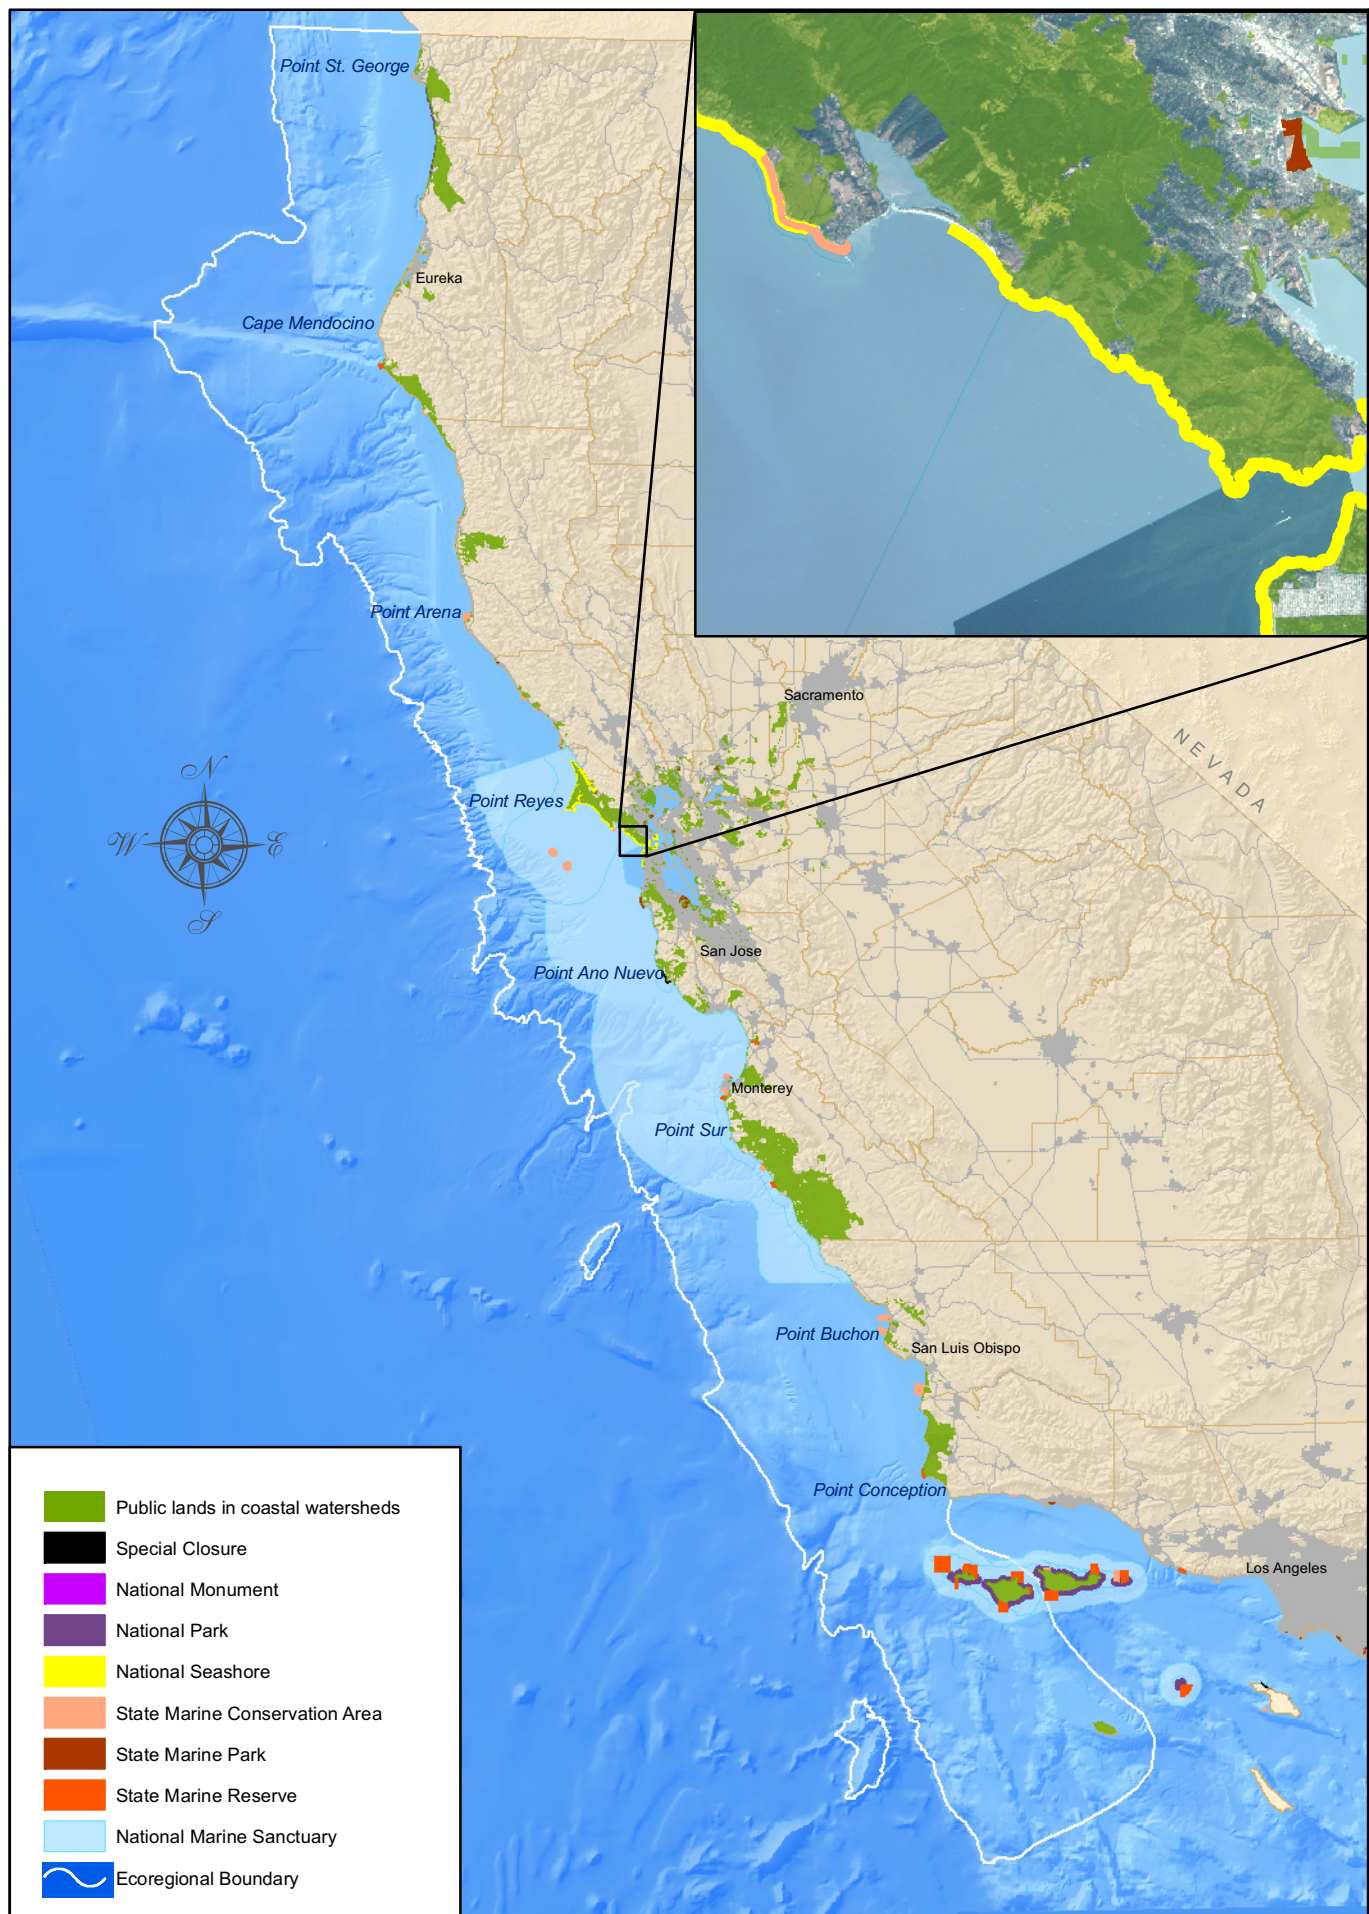 Point St. George
Eureka
Cape Mendocino
Point Arena
Sacramento
NEVADA
Point Reyes
N
W
E
S
San Jose
Point Ano Nuevo
Monterey
Point Sur
Point Buchon
San Luis Obispo
Point Conception
Los Angeles
Public lands in coastal watersheds
Special Closure
National Monument
National Park
National Seashore
State Marine Conservation Area
State Marine Park
State Marine Reserve
National Marine Sanctuary
Ecoregional Boundary